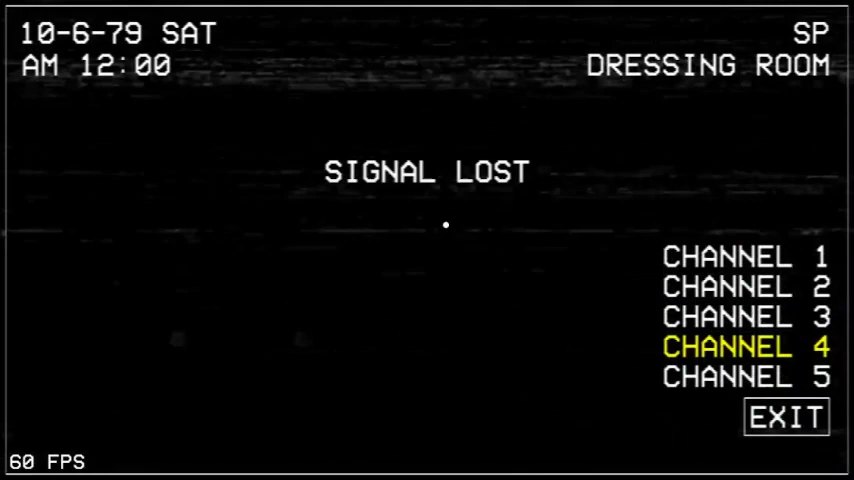 10-6-79 SAT
AM 12:00
SP
DRESSING ROOM
SIGNAL LOST
CHANNEL 1
CHANNEL 2
CHANNEL 3
CHANNEL 4
CHANNEL 5
EXIT
60 FPS